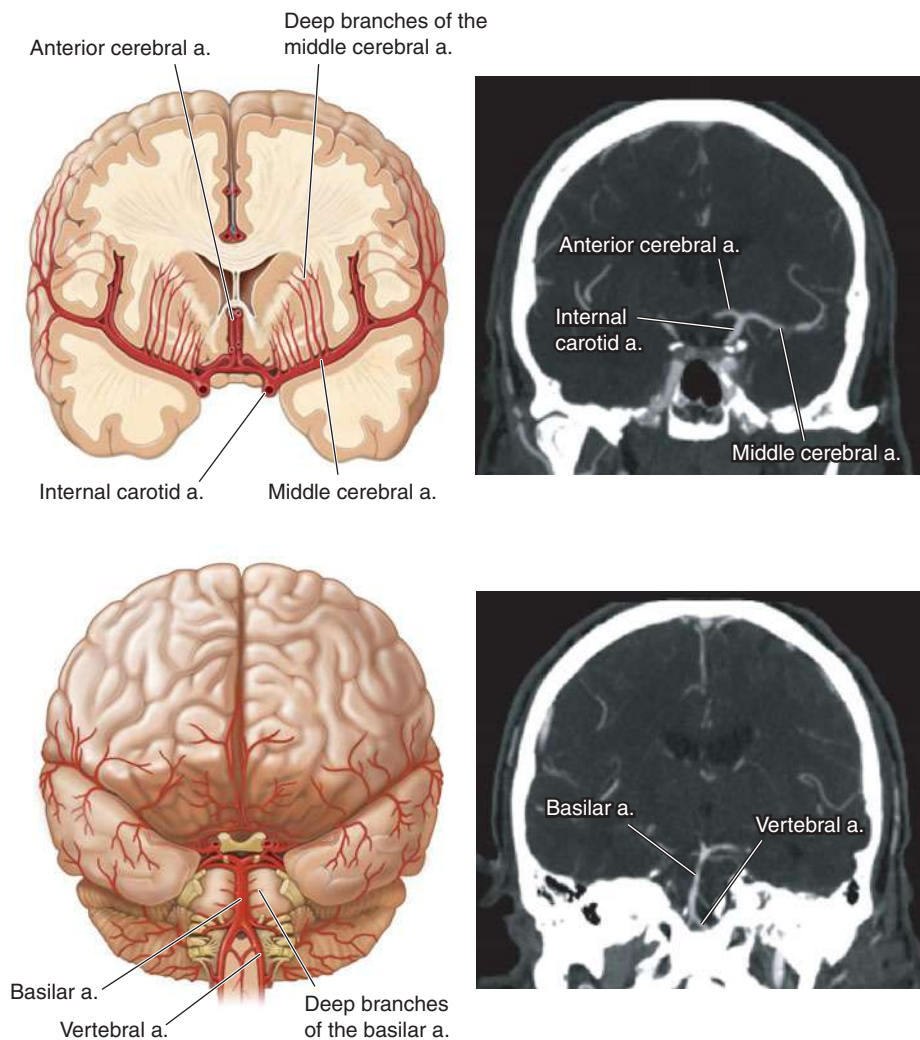 Anterior cerebral a.
Deep branches of the
middle cerebral a.
Internal carotid a.
Middle cerebral a.
Anterior cerebral a.
Internal
carotid a.
Middle cerebral a.
Basilar a.
Vertebral a.
Deep branches
of the basilar a.
Basilar a.
Vertebral a.